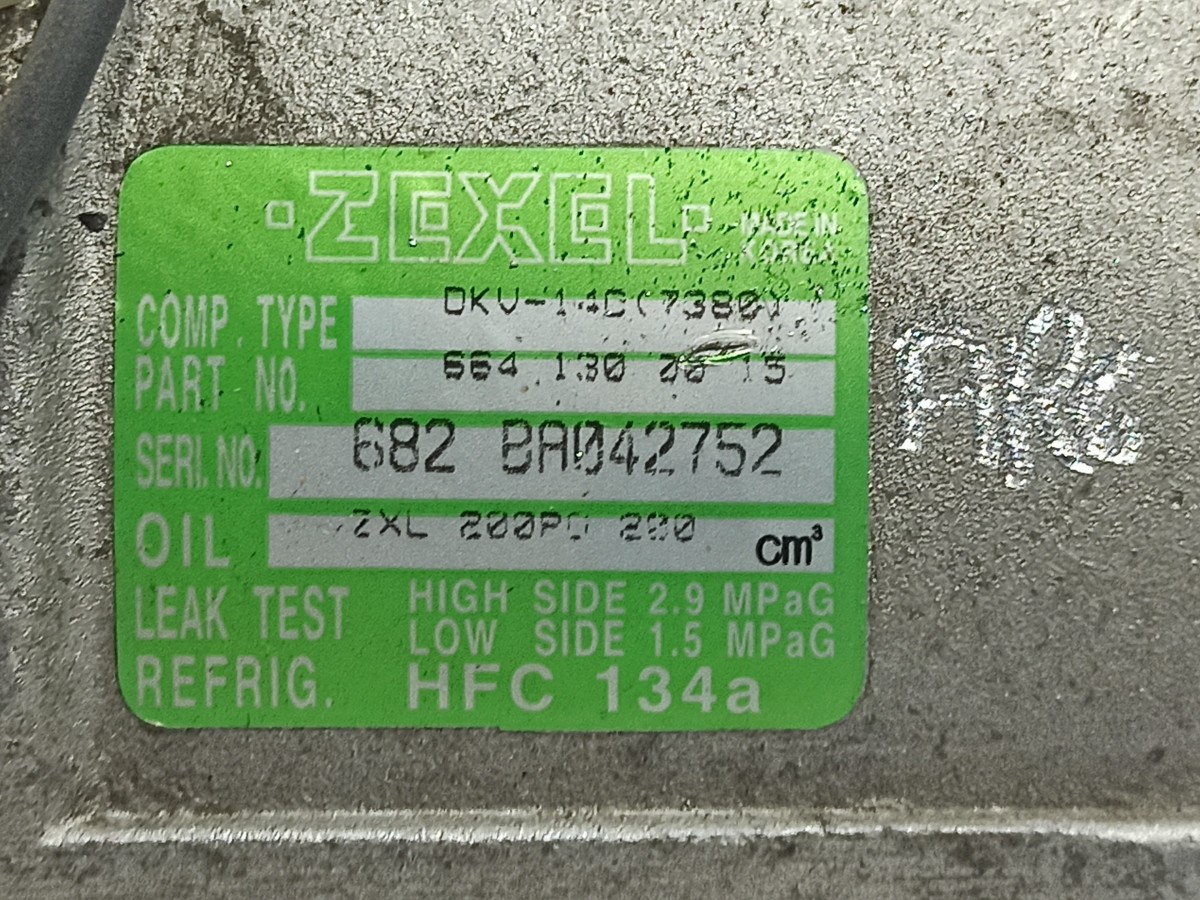 ZEXEL
MADE IN
KOREA
COMP. TYPE DKV-14C(7380)
PART NO. 664 130 00 15
SERI. NO. 682 BA042752
OIL ZXL 200PG 200 cm³
LEAK TEST HIGH SIDE 2.9 MPaG
LOW SIDE 1.5 MPaG
REFRIG. HFC 134a